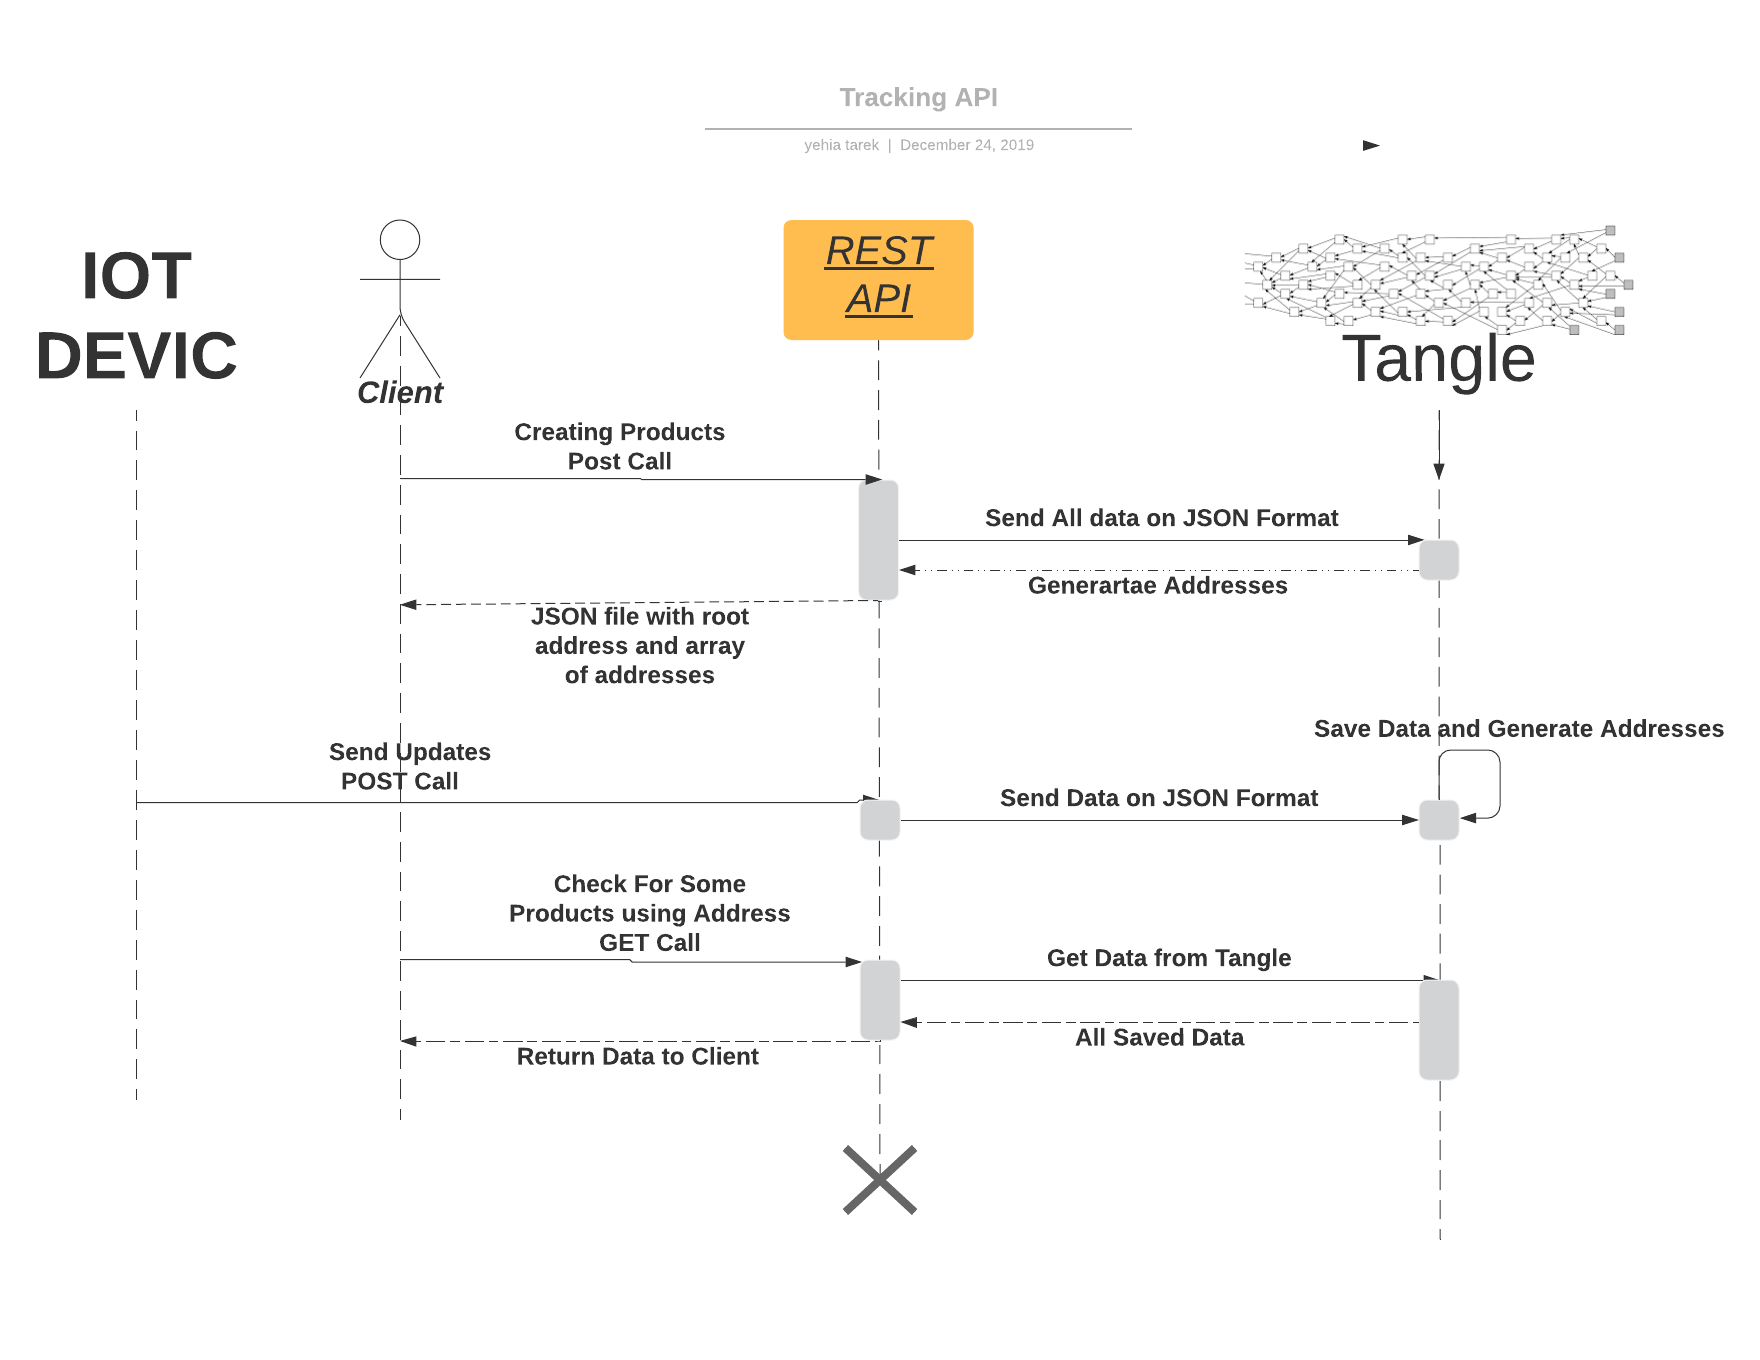 Tracking API
yehia tarek | December 24, 2019
IOT
DEVIC
Client
REST
API
Tangle
Creating Products
Post Call
Send All data on JSON Format
Generartae Addresses
JSON file with root
address and array
of addresses
Save Data and Generate Addresses
Send Updates
POST Call
Send Data on JSON Format
Check For Some
Products using Address
GET Call
Get Data from Tangle
All Saved Data
Return Data to Client